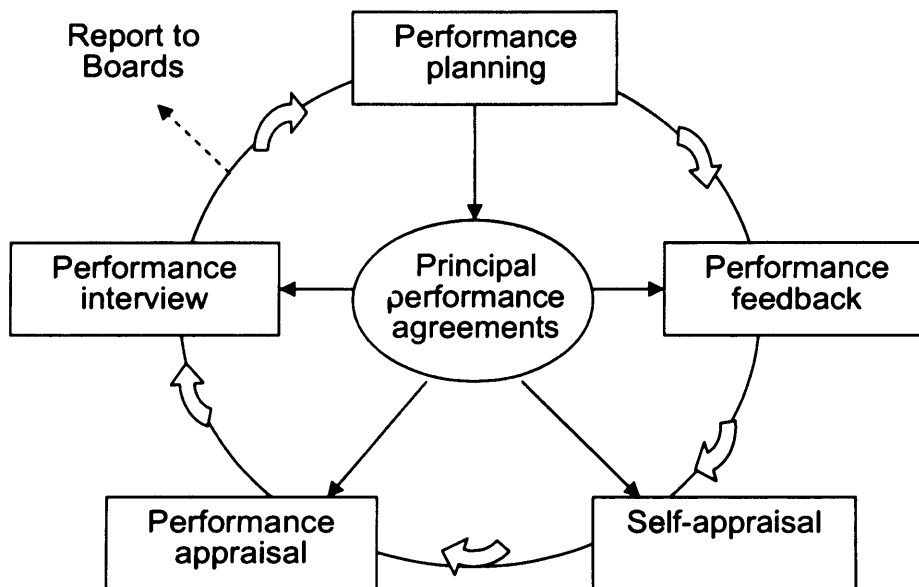 Report to
Boards
Performance
planning
Performance
interview
Principal
performance
agreements
Performance
feedback
Performance
appraisal
Self-appraisal